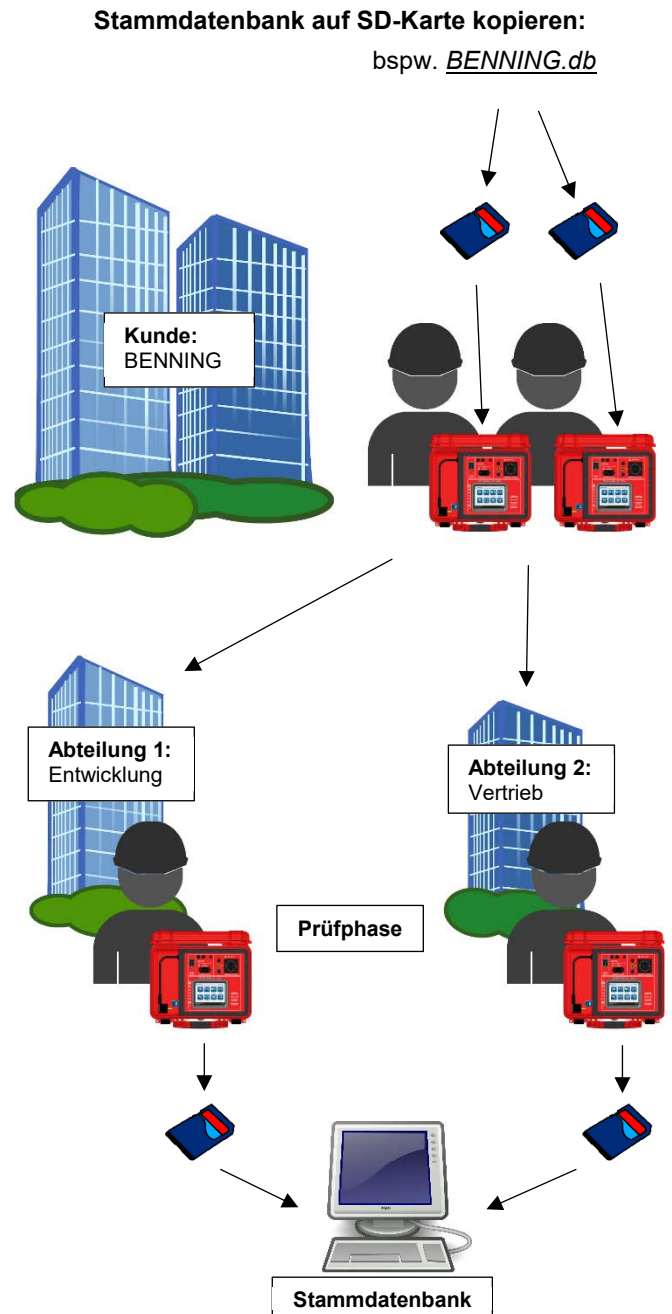 Stammdatenbank auf SD-Karte kopieren:
bspw. BENNING.db
Kunde:
BENNING
Abteilung 1:
Entwicklung
Abteilung 2:
Vertrieb
Prüfphase
Stammdatenbank